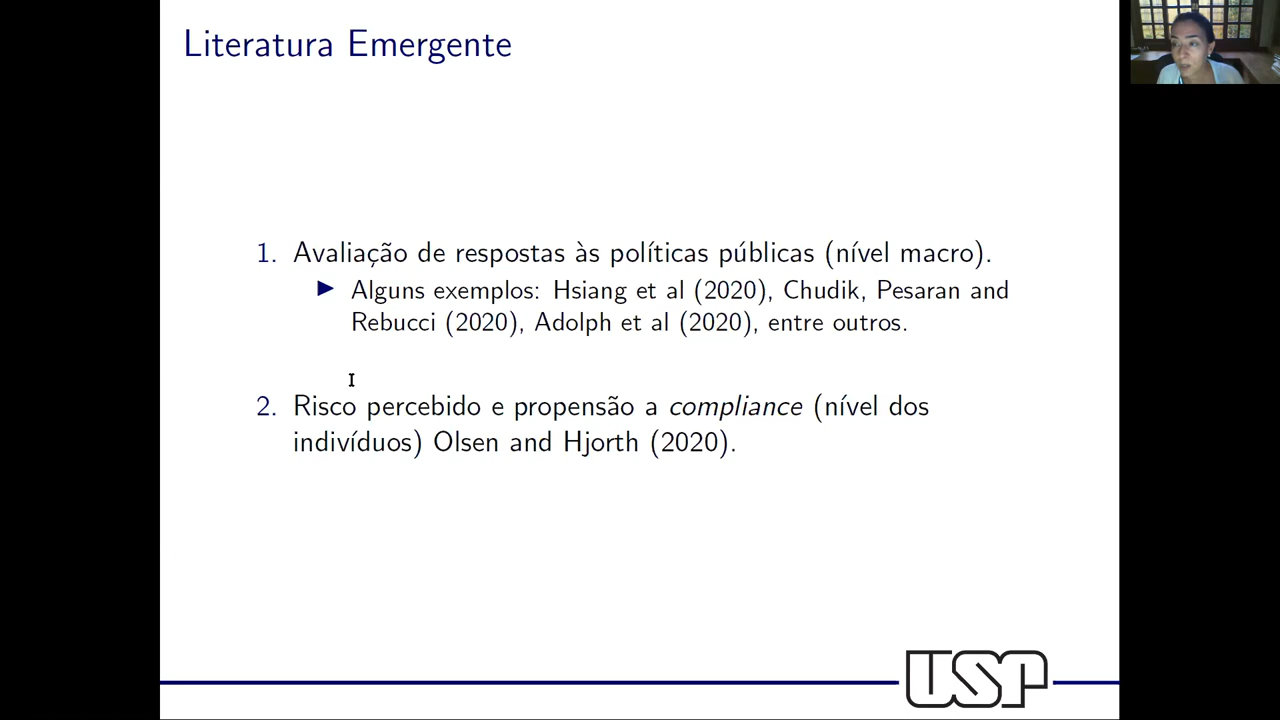 Literatura Emergente
1. Avaliação de respostas às políticas públicas (nível macro).
▶ Alguns exemplos: Hsiang et al (2020), Chudik, Pesaran and
Rebucci (2020), Adolph et al (2020), entre outros.
2. Risco percebido e propensão a compliance (nível dos
indivíduos) Olsen and Hjorth (2020).
USP